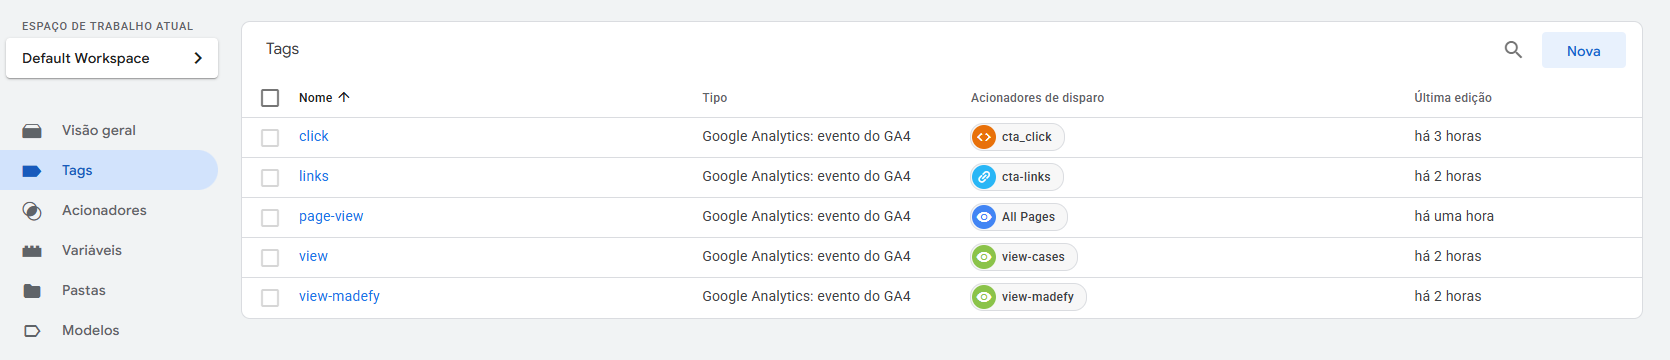 ESPAÇO DE TRABALHO ATUAL
Default Workspace
Visão geral
Tags
Acionadores
Variáveis
Pastas
Modelos
Tags
Nova
Nome Tipo Acionadores de disparo Última edição
click Google Analytics: evento do GA4 cta_click há 3 horas
links Google Analytics: evento do GA4 cta-links há 2 horas
page-view Google Analytics: evento do GA4 All Pages há uma hora
view Google Analytics: evento do GA4 view-cases há 2 horas
view-madefy Google Analytics: evento do GA4 view-madefy há 2 horas